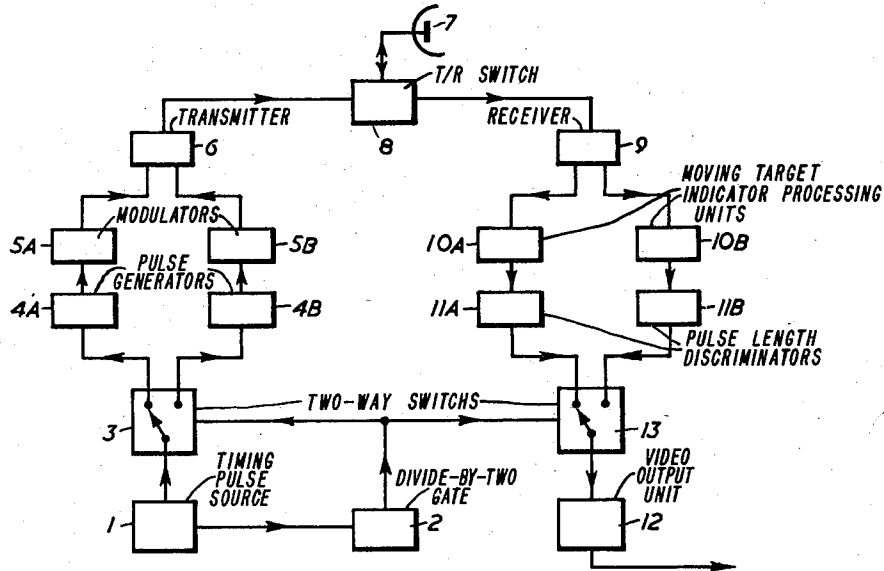 7
T/R SWITCH
8
TRANSMITTER
6
RECEIVER
9
MOVING TARGET
INDICATOR PROCESSING
UNITS
MODULATORS
5A
5B
10A
10B
PULSE
GENERATORS
4A
4B
11A
11B
PULSE LENGTH
DISCRIMINATORS
TWO-WAY SWITCHS
3
13
TIMING
PULSE
SOURCE
DIVIDE-BY-TWO
GATE
VIDEO
OUTPUT
UNIT
1
2
12